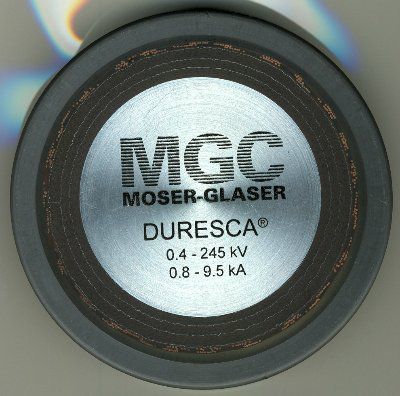 MGC
MOSER-GLASER
DURESCA®
0.4 - 245 kV
0.8 - 9.5 kA